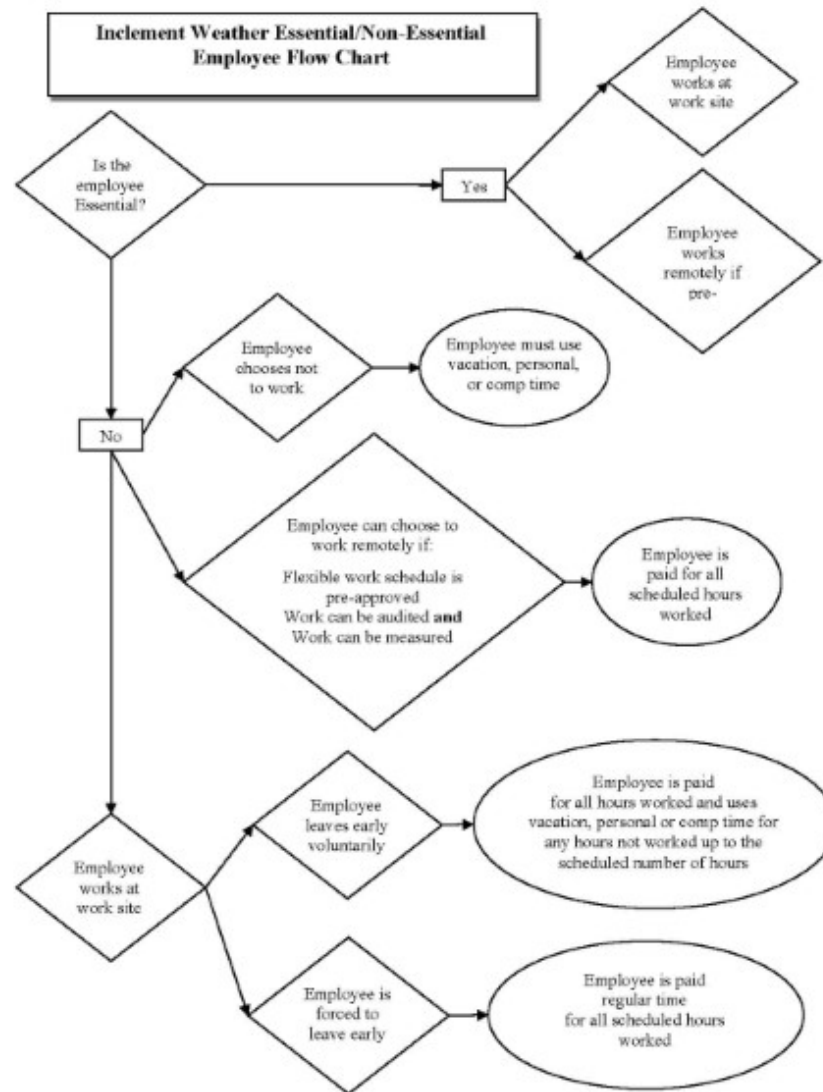 Inclement Weather Essential/Non-Essential
Employee Flow Chart
Employee
works at
work site
Is the
employee
Essential?
Yes
Employee
works
remotely if
pre-
Employee
chooses not
to work
Employee must use
vacation, personal,
or comp time
No
Employee can choose to
work remotely if:
Flexible work schedule is
pre-approved
Work can be audited and
Work can be measured
Employee is
paid for all
scheduled hours
worked
Employee
works at
work site
Employee
leaves early
voluntarily
Employee is paid
for all hours worked and uses
vacation, personal or comp time for
any hours not worked up to the
scheduled number of hours
Employee is
forced to
leave early
Employee is paid
regular time
for all scheduled hours
worked